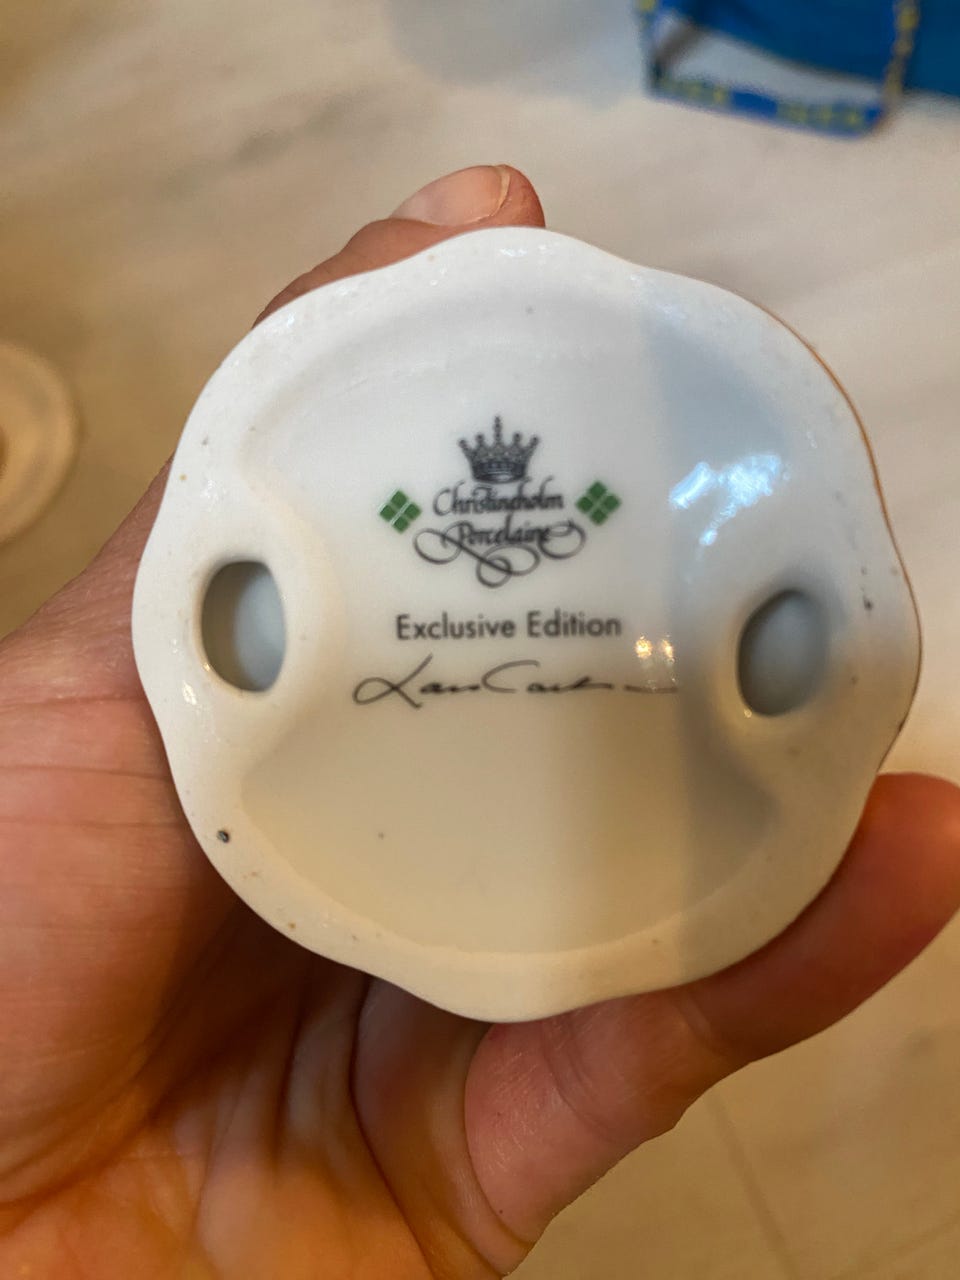 Christineholm
Porcelaine
Exclusive Edition